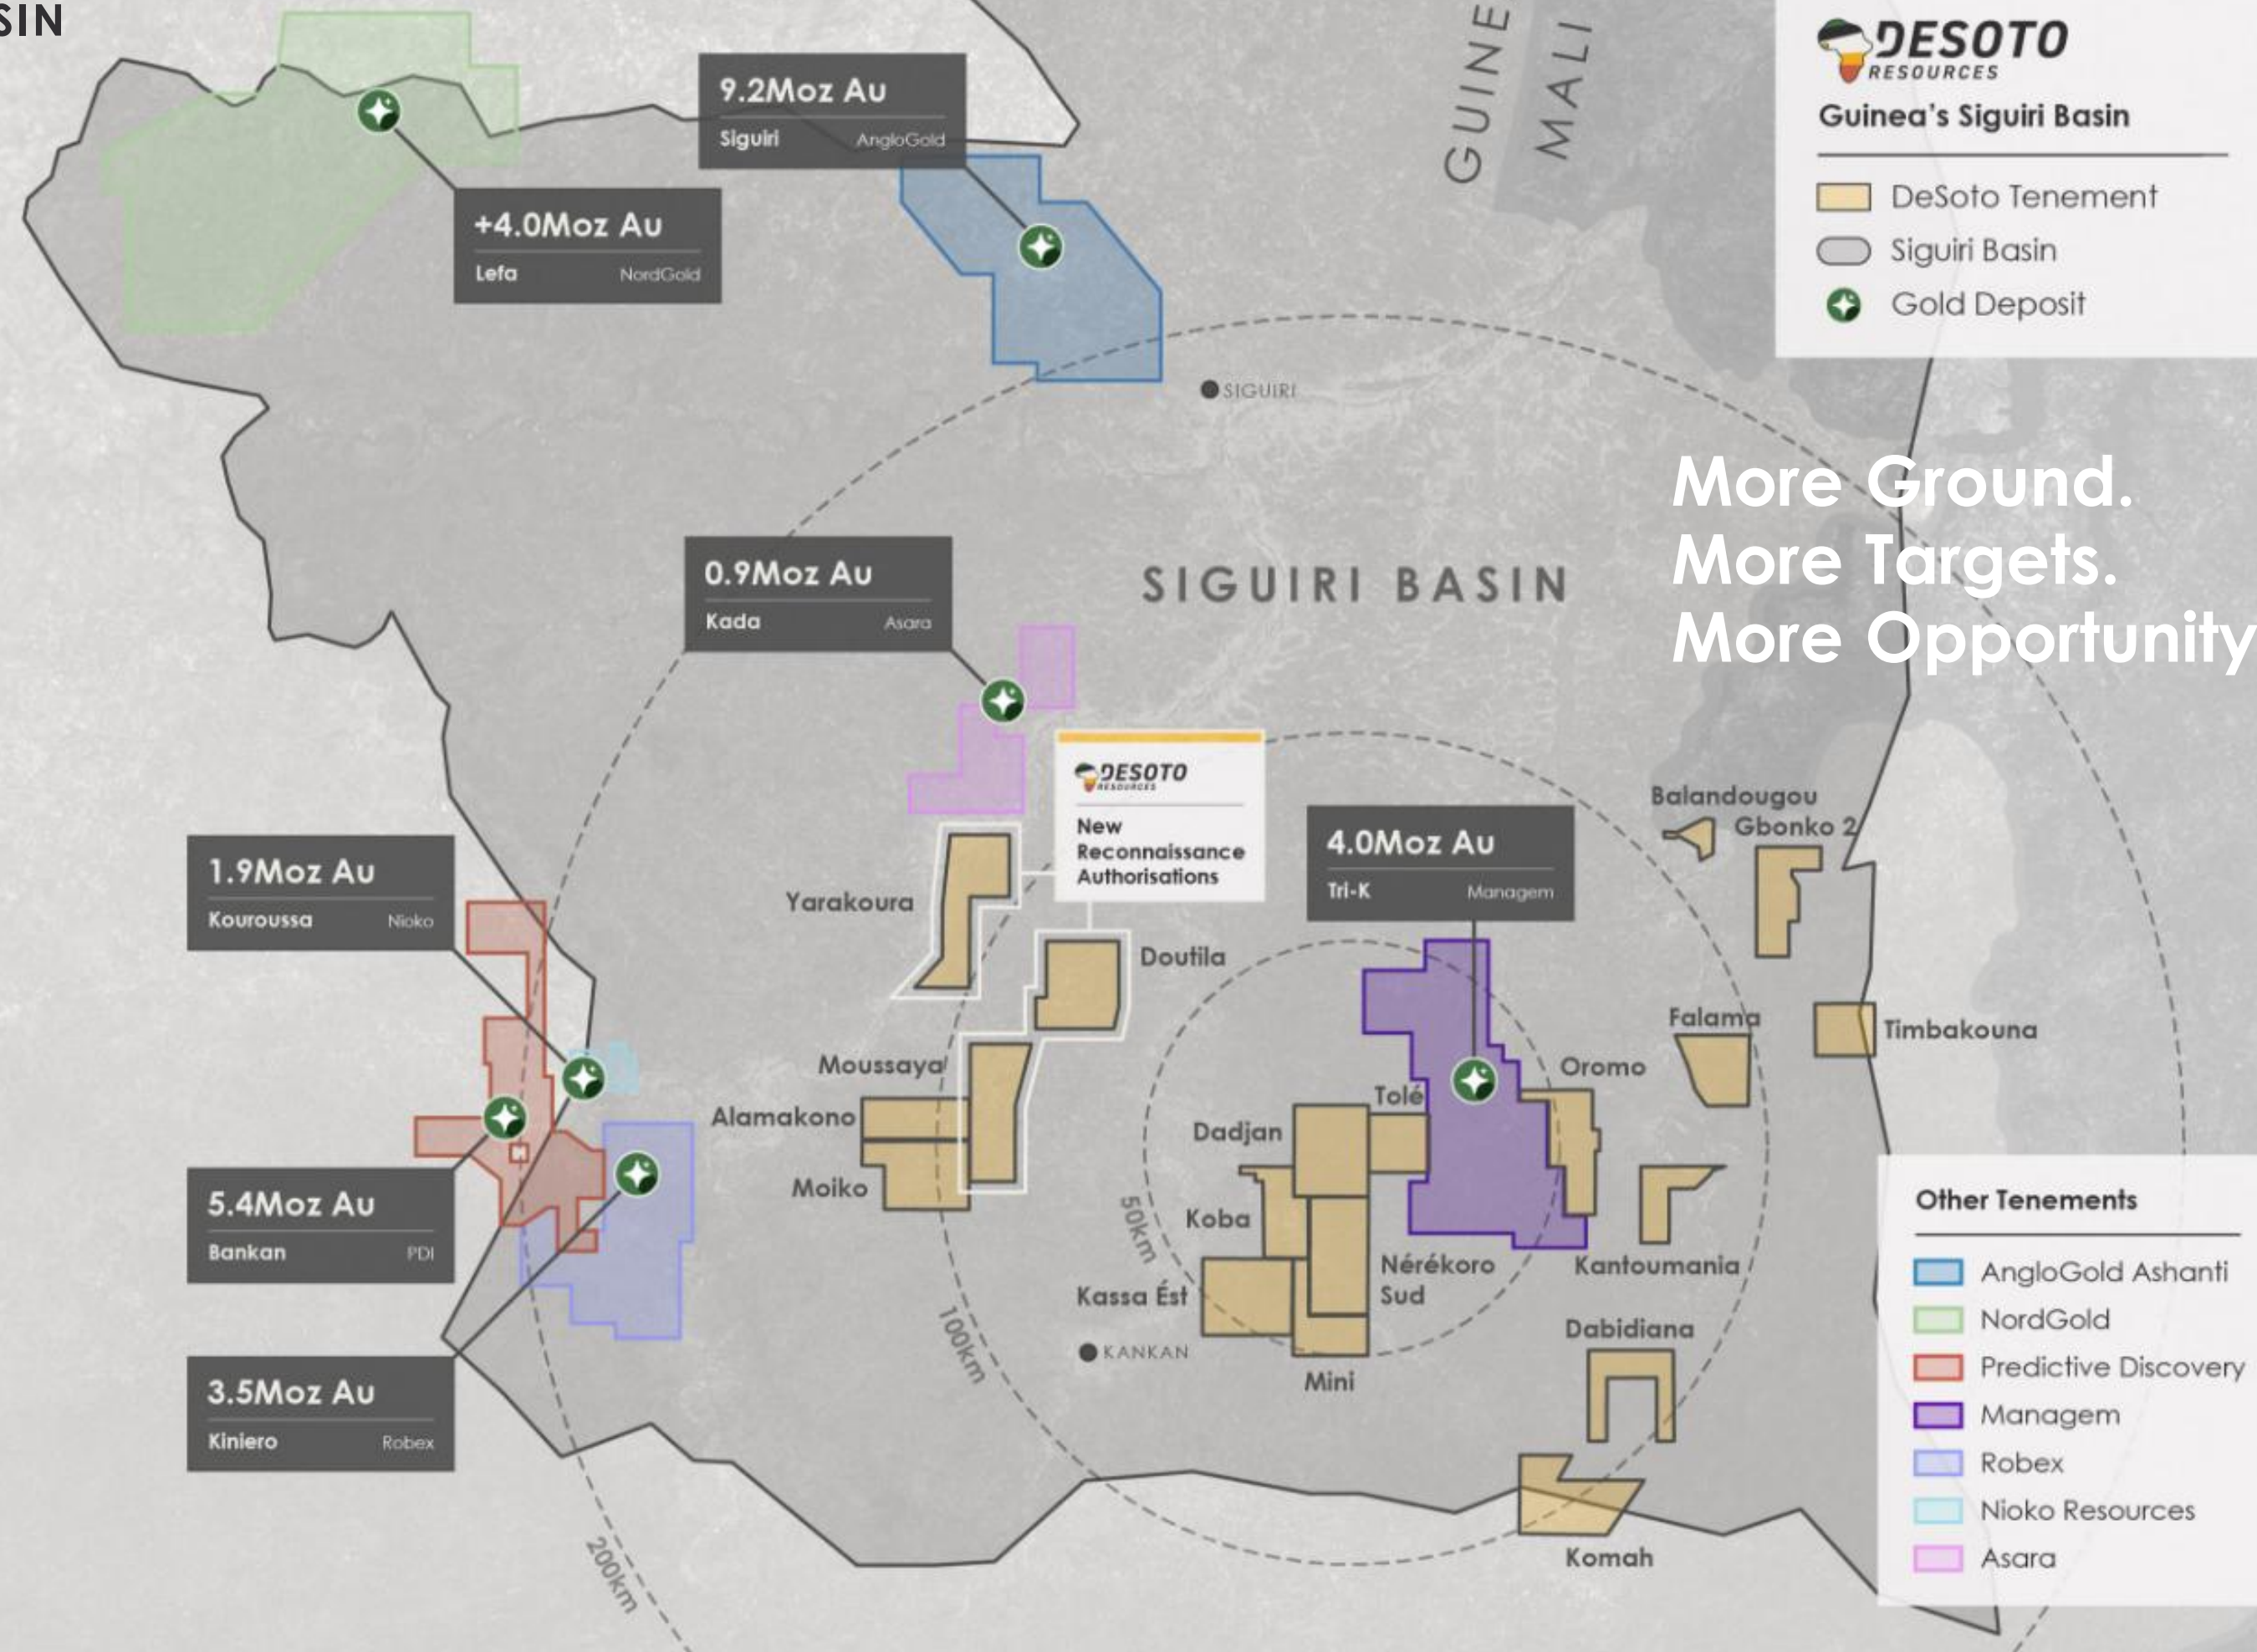 SIN
GUINE
MALI
DESOTO
RESOURCES
Guinea's Siguiri Basin
DeSoto Tenement
Siguiri Basin
Gold Deposit
9.2Moz Au
Siguiri AngloGold
+4.0Moz Au
Lefa NordGold
SIGUIRI
More Ground.
More Targets.
More Opportunity
0.9Moz Au
Kada Asara
SIGUIRI BASIN
DESOTO
RESOURCES
New
Reconnaissance
Authorisations
4.0Moz Au
Tri-K Managem
Balandougou
Gbonko 2
1.9Moz Au
Kouroussa Nioko
Yarakoura
Doutila
Falama
Timbakouna
Moussaya
Oromo
Tolé
Alamakono
Dadjan
Moiko
Koba
50km
5.4Moz Au
Bankan PDI
Nérékoro
Sud
Kantoumania
Kassa Ést
Dabidiana
100km
KANKAN
Mini
3.5Moz Au
Kiniero Robex
Komah
200km
Other Tenements
AngloGold Ashanti
NordGold
Predictive Discovery
Managem
Robex
Nioko Resources
Asara